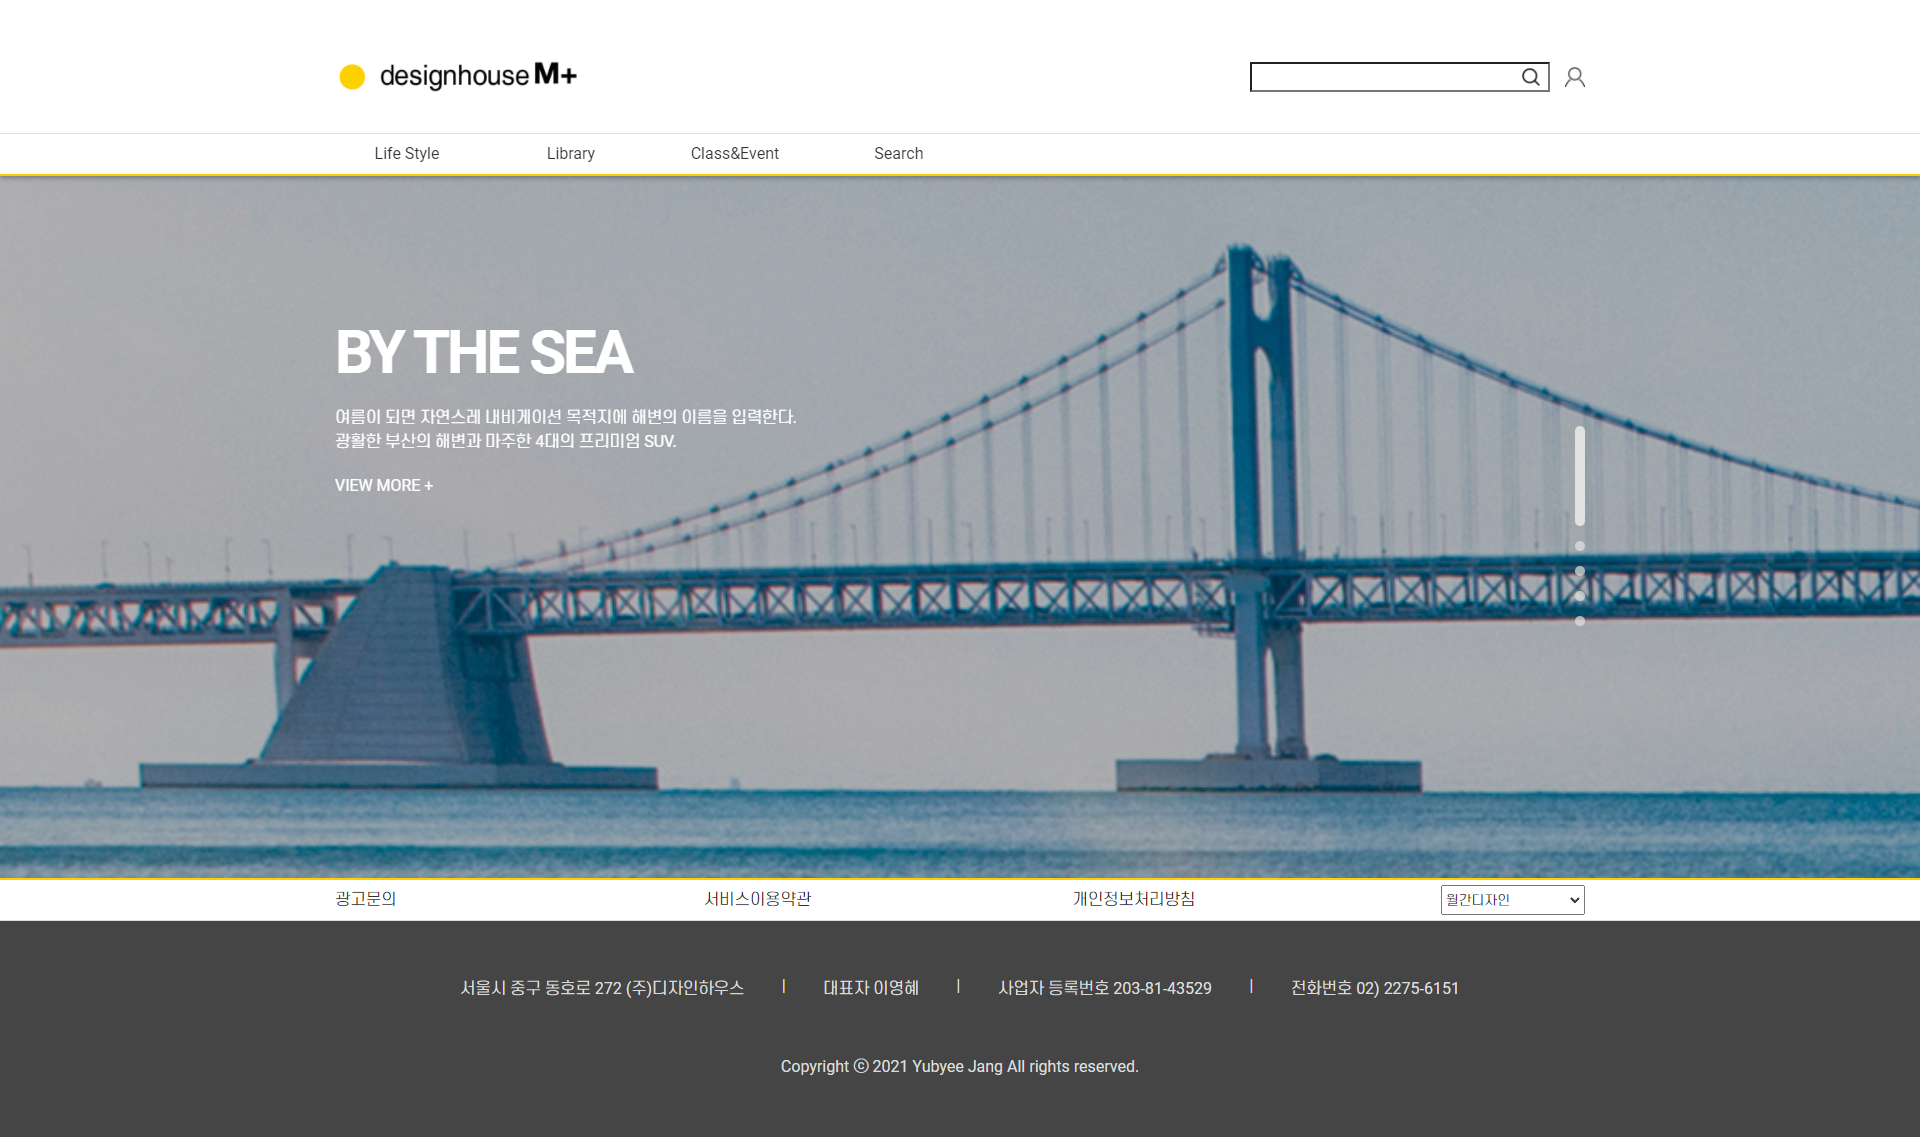 designhouse M+
Life Style
Library
Class&Event
Search
BY THE SEA
여름이 되면 자연스레 내비게이션 목적지에 해변의 이름을 입력한다.
광활한 부산의 해변과 마주한 4대의 프리미엄 SUV.
VIEW MORE +
광고문의
서비스이용약관
개인정보처리방침
월간디자인
서울시 중구 동호로 272 (주)디자인하우스 | 대표자 이영혜 | 사업자 등록번호 203-81-43529 | 전화번호 02) 2275-6151
Copyright ⓒ 2021 Yubyee Jang All rights reserved.